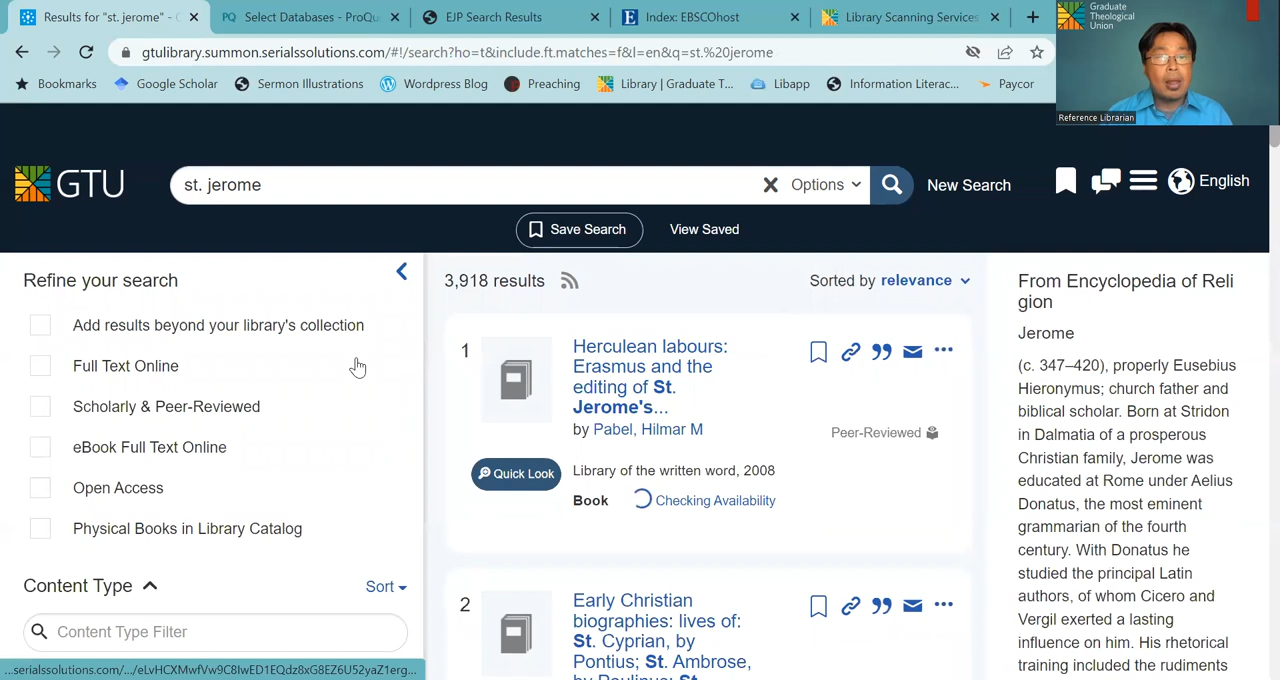 Results for "st. jerome" -
Select Databases - ProQu
EJP Search Results
Index: EBSCOhost
Library Scanning Services
Graduate
Theological
Union
gtulibrary.summon.serialssolutions.com/#!/search?ho=t&include.ft.matches=f&l=en&q=st.%20jerome
Bookmarks
Google Scholar
Sermon Illustrations
Wordpress Blog
Preaching
Library | Graduate T...
Libapp
Information Literac...
Paycor
Reference Librarian
GTU
st. jerome
Options
New Search
English
Save Search
View Saved
Refine your search
Add results beyond your library's collection
Full Text Online
Scholarly & Peer-Reviewed
eBook Full Text Online
Open Access
Physical Books in Library Catalog
Content Type
Sort
Content Type Filter
3,918 results
Sorted by relevance
1
Herculean labours:
Erasmus and the
editing of St.
Jerome's...
by Pabel, Hilmar M
Peer-Reviewed
Quick Look
Library of the written word, 2008
Book
Checking Availability
2
Early Christian
biographies: lives of:
St. Cyprian, by
Pontius; St. Ambrose,
From Encyclopedia of Reli
gion
Jerome
(c. 347–420), properly Eusebius
Hieronymus; church father and
biblical scholar. Born at Stridon
in Dalmatia of a prosperous
Christian family, Jerome was
educated at Rome under Aelius
Donatus, the most eminent
grammarian of the fourth
century. With Donatus he
studied the principal Latin
authors, of whom Cicero and
Vergil exerted a lasting
influence on him. His rhetorical
training included the rudiments